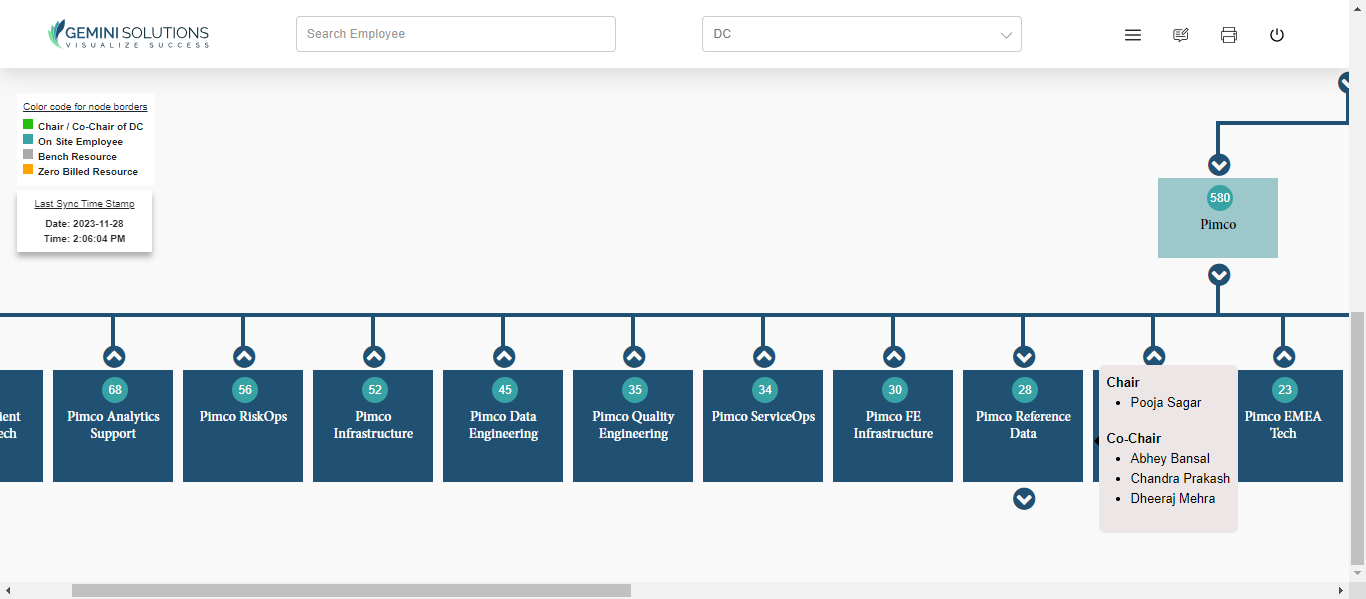 GEMINI SOLUTIONS
VISUALIZE SUCCESS
Search Employee
DC
Color code for node borders
Chair / Co-Chair of DC
On Site Employee
Bench Resource
Zero Billed Resource
Last Sync Time Stamp
Date: 2023-11-28
Time: 2:06:04 PM
580
Pimco
ient
ech
68
Pimco Analytics
Support
56
Pimco RiskOps
52
Pimco
Infrastructure
45
Pimco Data
Engineering
35
Pimco Quality
Engineering
34
Pimco ServiceOps
30
Pimco FE
Infrastructure
28
Pimco Reference
Data
Chair
Pooja Sagar
Co-Chair
Abhey Bansal
Chandra Prakash
Dheeraj Mehra
23
Pimco EMEA
Tech